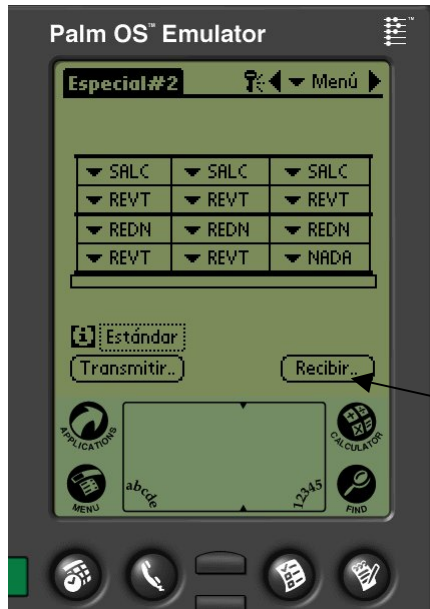 Palm OS™ Emulator
Especial#2 Menú
SALC SALC SALC
REVT REVT REVT
REDN REDN REDN
REVT REVT NADA
i Estándar
Transmitir.. Recibir..
APPLICATIONS CALCULATOR
abcde 12345
MENU FIND